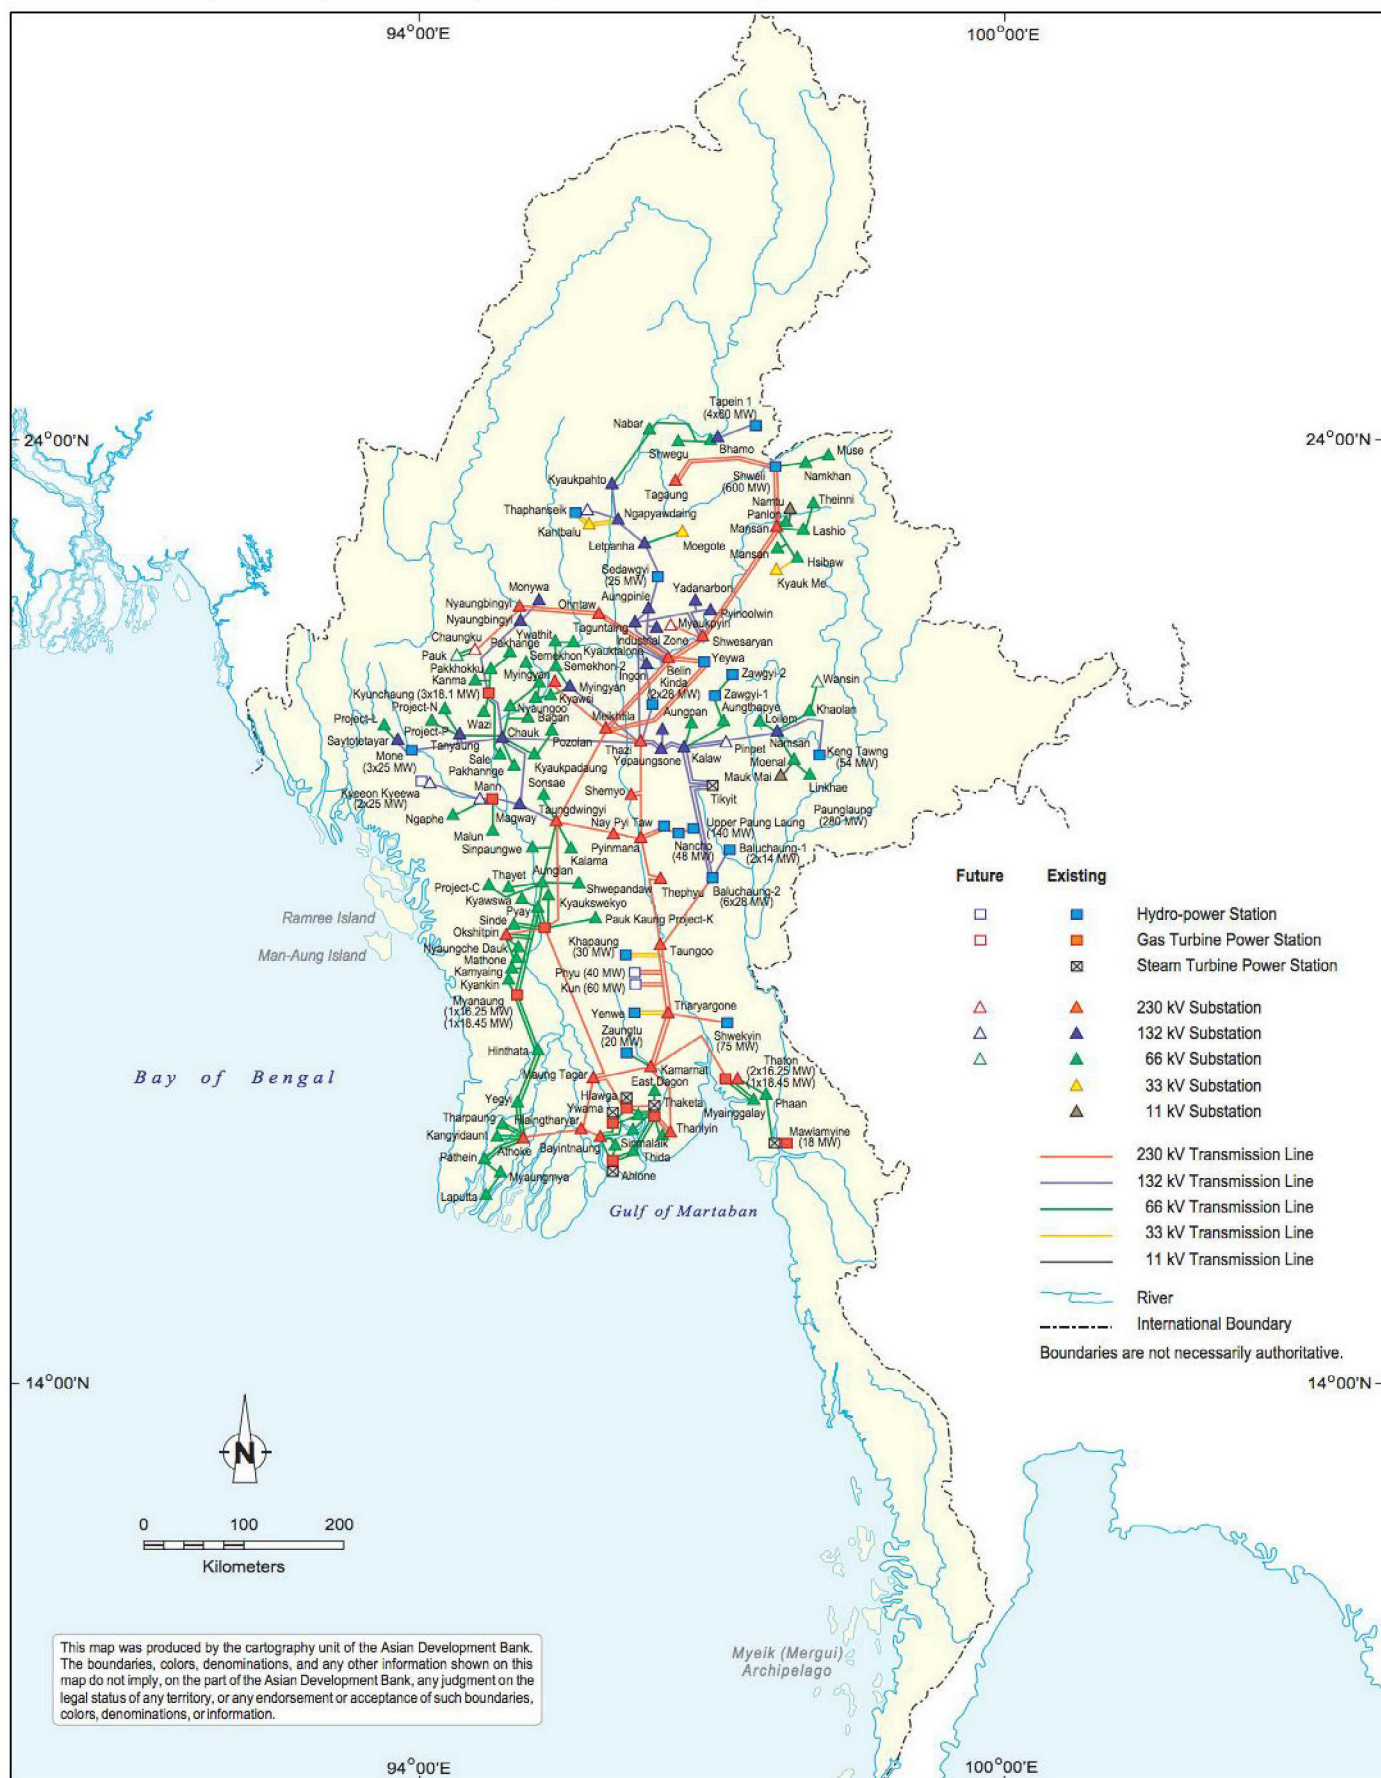 94°00'E
100°00'E
Tapein 1
(4x60 MW)
Nabar
24°00'N
24°00'N
Bhamo
Shwegu
Muse
Namkhan
Shweli
(600 MW)
Kyaukpahto
Tagaung
Theinni
Namtu
Panlon
Thaphanseik
Ngapyawdaing
Mansan
Lashio
Kantbalu
Letpanha
Moegote
Mansan
Hsibaw
Kyauk Me
Sedawgyi
(25 MW)
Yadanarbon
Monywa
Aungpinle
Nyaungbingyi
Ohntaw
Pyinoolwin
Nyaungbingyi
Taguntaing
Myaukpyin
Chaungku
Ywathit
Industrial Zone
Shwesaryan
Pakhange
Kyauktalone
Pauk
Semekhon
Belin
Yeywa
Pakkhokku
Semekhon-2
Ingon
Zawgyi-2
Wansin
Kanma
Myingyan
Myingyan
Kinda
(2x28 MW)
Kyunchaung (3x18.1 MW)
Kyawsi
Zawgyi-1
Project-N
Nyaungoo
Aungpan
Aungthapye
Khaolan
Project-L
Wazi
Bagan
Meikhtila
Loilem
Project-P
Chauk
Pozolan
Saytotetayar
Tanyaung
Thazi
Kalaw
Pinpet
Namsan
Keng Tawng
(54 MW)
Mone
(3x25 MW)
Sale
Kyaukpadaung
Yepaungsone
Moenal
Pakhannge
Mauk Mai
Linkhae
Kyeeon Kyeewa
(2x25 MW)
Mann
Sonsae
Shemyo
Tikyit
Paunglaung
(280 MW)
Ngaphe
Magway
Taungdwingyi
Malun
Nay Pyi Taw
Upper Paung Laung
(140 MW)
Sinpaungwe
Pyinmana
Nancho
(48 MW)
Baluchaung-1
(2x14 MW)
Kalama
Thayet
Aunglan
Project-C
Shwepandaw
Thephyu
Baluchaung-2
(6x28 MW)
Kyawswa
Kyaukswekyo
Pyay
Sinde
Pauk Kaung Project-K
Ramree Island
Okshitpin
Khapaung
(30 MW)
Taungoo
Man-Aung Island
Nyaungche Dauk
Mathone
Kamyaing
Phyu (40 MW)
Kyankin
Kun (60 MW)
Myanaung
(1x16.25 MW)
(1x18.45 MW)
Tharyargone
Yenwe
Shwekyin
(75 MW)
Zaungtu
(20 MW)
Hinthata
Kamarnat
Thaton
(2x16.25 MW)
(1x18.45 MW)
Bay of Bengal
Maung Tagar
East Dagon
Hlawga
Yegyi
Ywama
Thaketa
Myainggalay
Phaan
Tharpaung
Hlaingtharyar
Kangyidaunt
Thanlyin
Mawlamyine
(18 MW)
Athoke
Bayintnaung
Sinmalaik
Pathein
Thida
Myaungmya
Ahlone
Laputta
Gulf of Martaban
Future
Existing
Hydro-power Station
Gas Turbine Power Station
Steam Turbine Power Station
230 kV Substation
132 kV Substation
66 kV Substation
33 kV Substation
11 kV Substation
230 kV Transmission Line
132 kV Transmission Line
66 kV Transmission Line
33 kV Transmission Line
11 kV Transmission Line
River
International Boundary
Boundaries are not necessarily authoritative.
14°00'N
14°00'N
N
0 100 200
Kilometers
This map was produced by the cartography unit of the Asian Development Bank.
The boundaries, colors, denominations, and any other information shown on this
map do not imply, on the part of the Asian Development Bank, any judgment on the
legal status of any territory, or any endorsement or acceptance of such boundaries,
colors, denominations, or information.
Myeik (Mergui)
Archipelago
94°00'E
100°00'E